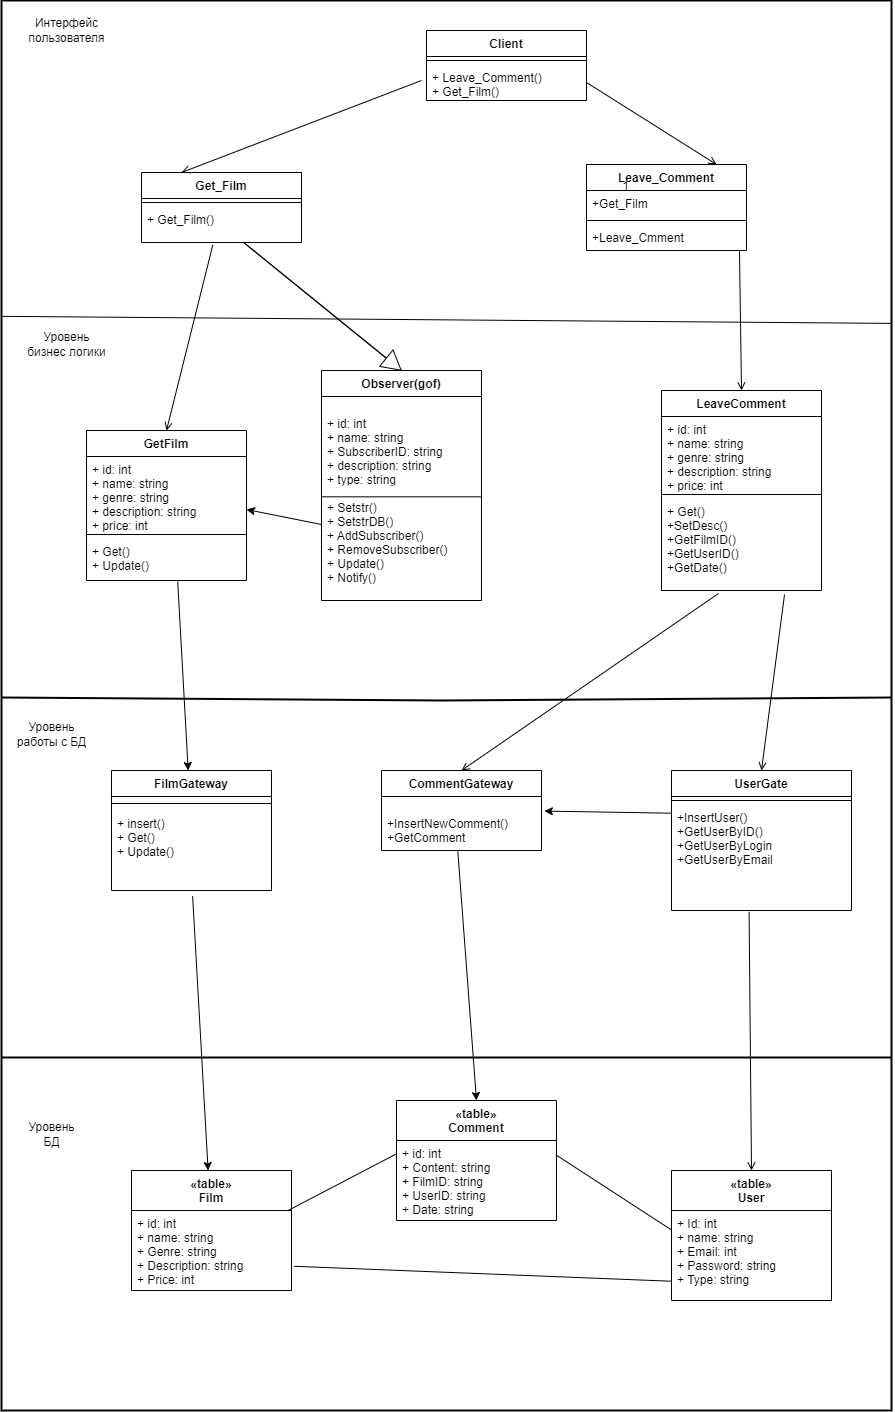 Интерфейс
пользователя
Client
+ Leave_Comment()
+ Get_Film()
Get_Film
+ Get_Film()
Leave_Comment
+Get_Film
+Leave_Cmment
Уровень
бизнес логики
Observer(gof)
+ id: int
+ name: string
+ SubscriberID: string
+ description: string
+ type: string
+ Setstr()
+ SetstrDB()
+ AddSubscriber()
+ RemoveSubscriber()
+ Update()
+ Notify()
GetFilm
+ id: int
+ name: string
+ genre: string
+ description: string
+ price: int
+ Get()
+ Update()
LeaveComment
+ id: int
+ name: string
+ genre: string
+ description: string
+ price: int
+ Get()
+SetDesc()
+GetFilmID()
+GetUserID()
+GetDate()
Уровень
работы с БД
FilmGateway
+ insert()
+ Get()
+ Update()
CommentGateway
+InsertNewComment()
+GetComment
UserGate
+InsertUser()
+GetUserByID()
+GetUserByLogin
+GetUserByEmail
Уровень
БД
«table»
Comment
+ id: int
+ Content: string
+ FilmID: string
+ UserID: string
+ Date: string
«table»
Film
+ id: int
+ name: string
+ Genre: string
+ Description: string
+ Price: int
«table»
User
+ Id: int
+ name: string
+ Email: int
+ Password: string
+ Type: string